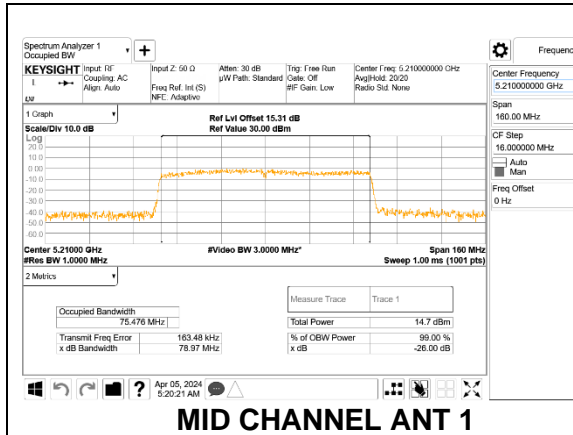 Spectrum Analyzer 1
Occupied BW
+
Frequenc
KEYSIGHT Input: RF Input Z: 50 Ω Atten: 30 dB Trig: Free Run Center Freq: 5.210000000 GHz
Coupling: AC µW Path: Standard Gate: Off Avg|Hold: 20/20
Align: Auto Freq Ref: Int (S) #IF Gain: Low Radio Std: None
NFE: Adaptive
Center Frequency
5.210000000 GHz
Span
160.00 MHz
CF Step
16.000000 MHz
Auto
Man
Freq Offset
0 Hz
1 Graph
Ref Lvl Offset 15.31 dB
Scale/Div 10.0 dB Ref Value 30.00 dBm
Log
20.0
10.0
0.00
-10.0
-20.0
-30.0
-40.0
-50.0
-60.0
Center 5.21000 GHz #Video BW 3.0000 MHz* Span 160 MHz
#Res BW 1.0000 MHz Sweep 1.00 ms (1001 pts)
2 Metrics
Measure Trace Trace 1
Occupied Bandwidth
75.476 MHz Total Power 14.7 dBm
Transmit Freq Error 163.48 kHz % of OBW Power 99.00 %
x dB Bandwidth 78.97 MHz x dB -26.00 dB
? Apr 05, 2024
5:20:21 AM
MID CHANNEL ANT 1